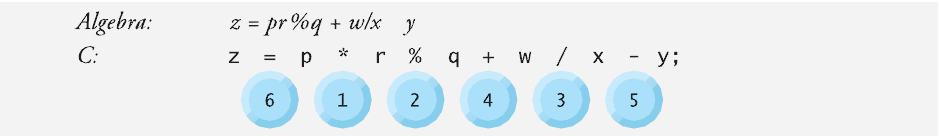 Algebra: z = pr%q + w/x y
C: z = p * r % q + w / x - y;
6 1 2 4 3 5